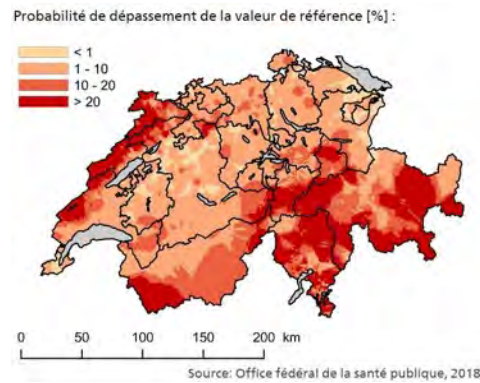 Probabilité de dépassement de la valeur de référence [%] :
< 1
1 - 10
10 - 20
> 20
0 50 100 150 200 km
Source: Office fédéral de la santé publique, 2018